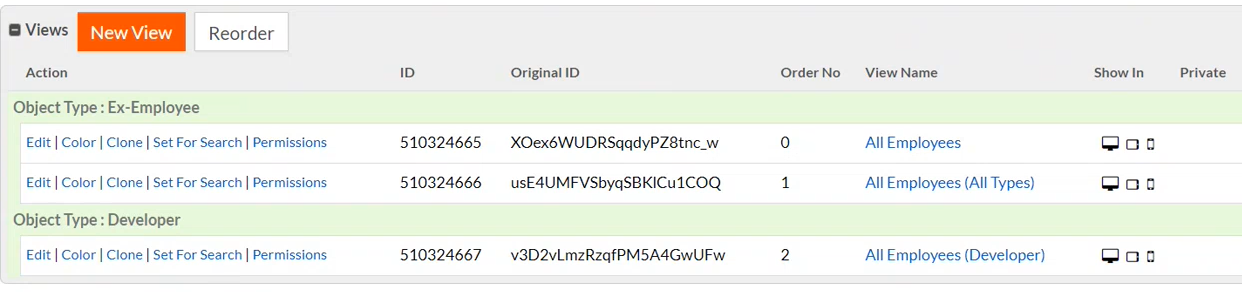 Views New View Reorder
Action ID Original ID Order No View Name Show In Private
Object Type : Ex-Employee
Edit | Color | Clone | Set For Search | Permissions 510324665 XOex6WUDRSqqdyPZ8tnc_w 0 All Employees
Edit | Color | Clone | Set For Search | Permissions 510324666 usE4UMFVSbyqSBKlCu1COQ 1 All Employees (All Types)
Object Type : Developer
Edit | Color | Clone | Set For Search | Permissions 510324667 v3D2vLmzRzqfPM5A4GwUFw 2 All Employees (Developer)